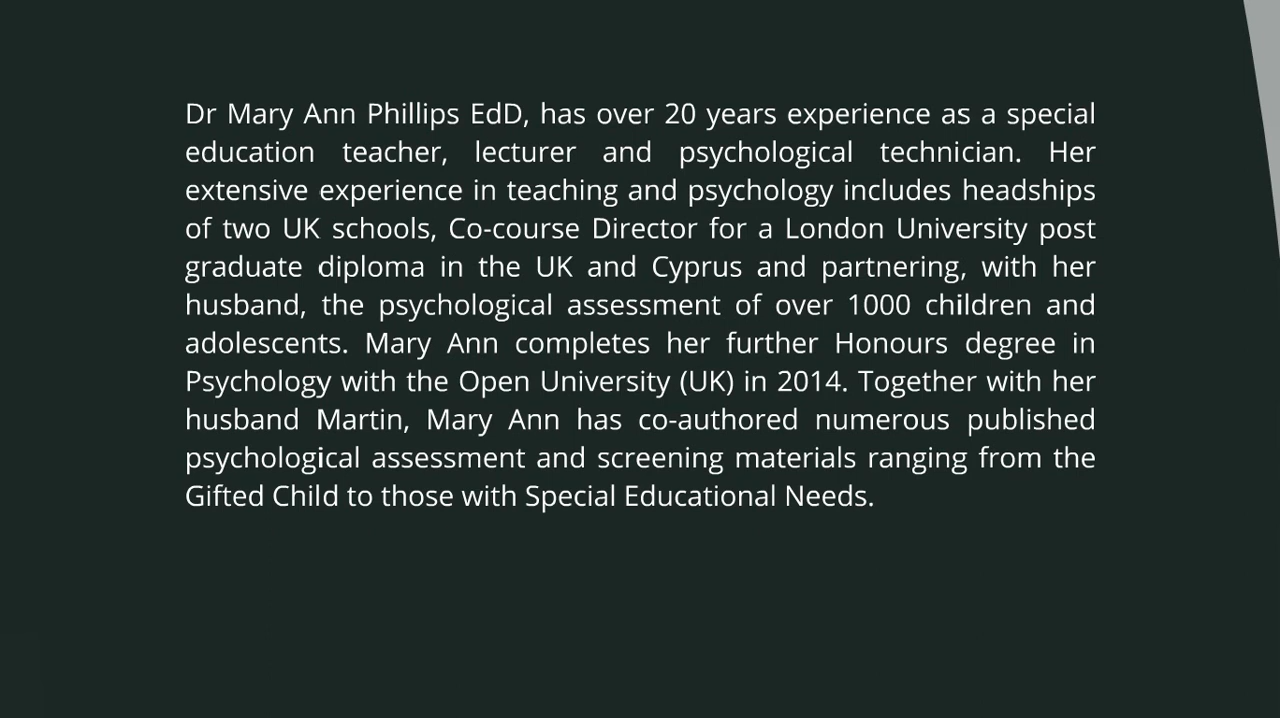 Dr Mary Ann Phillips EdD, has over 20 years experience as a special
education teacher, lecturer and psychological technician. Her
extensive experience in teaching and psychology includes headships
of two UK schools, Co-course Director for a London University post
graduate diploma in the UK and Cyprus and partnering, with her
husband, the psychological assessment of over 1000 children and
adolescents. Mary Ann completes her further Honours degree in
Psychology with the Open University (UK) in 2014. Together with her
husband Martin, Mary Ann has co-authored numerous published
psychological assessment and screening materials ranging from the
Gifted Child to those with Special Educational Needs.